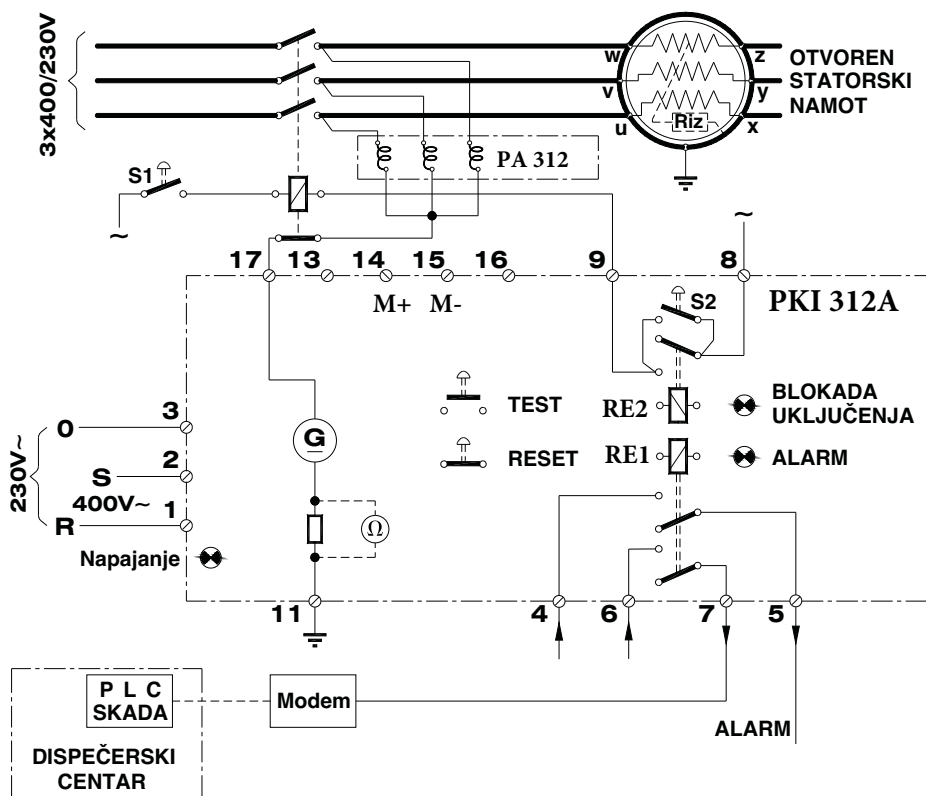 3x400/230V
w
z
v
y
u
x
Riz
OTVOREN
STATORSKI
NAMOT
PA 312
S1
~
~
17
13
14
15
16
9
8
M+
M-
S2
PKI 312A
TEST
RESET
RE2
RE1
BLOKADA
UKLJUČENJA
ALARM
G
Ω
230V~
O
3
S
2
400V~
R
1
Napajanje
11
4
6
7
5
P L C
SKADA
Modem
ALARM
DISPEČERSKI
CENTAR